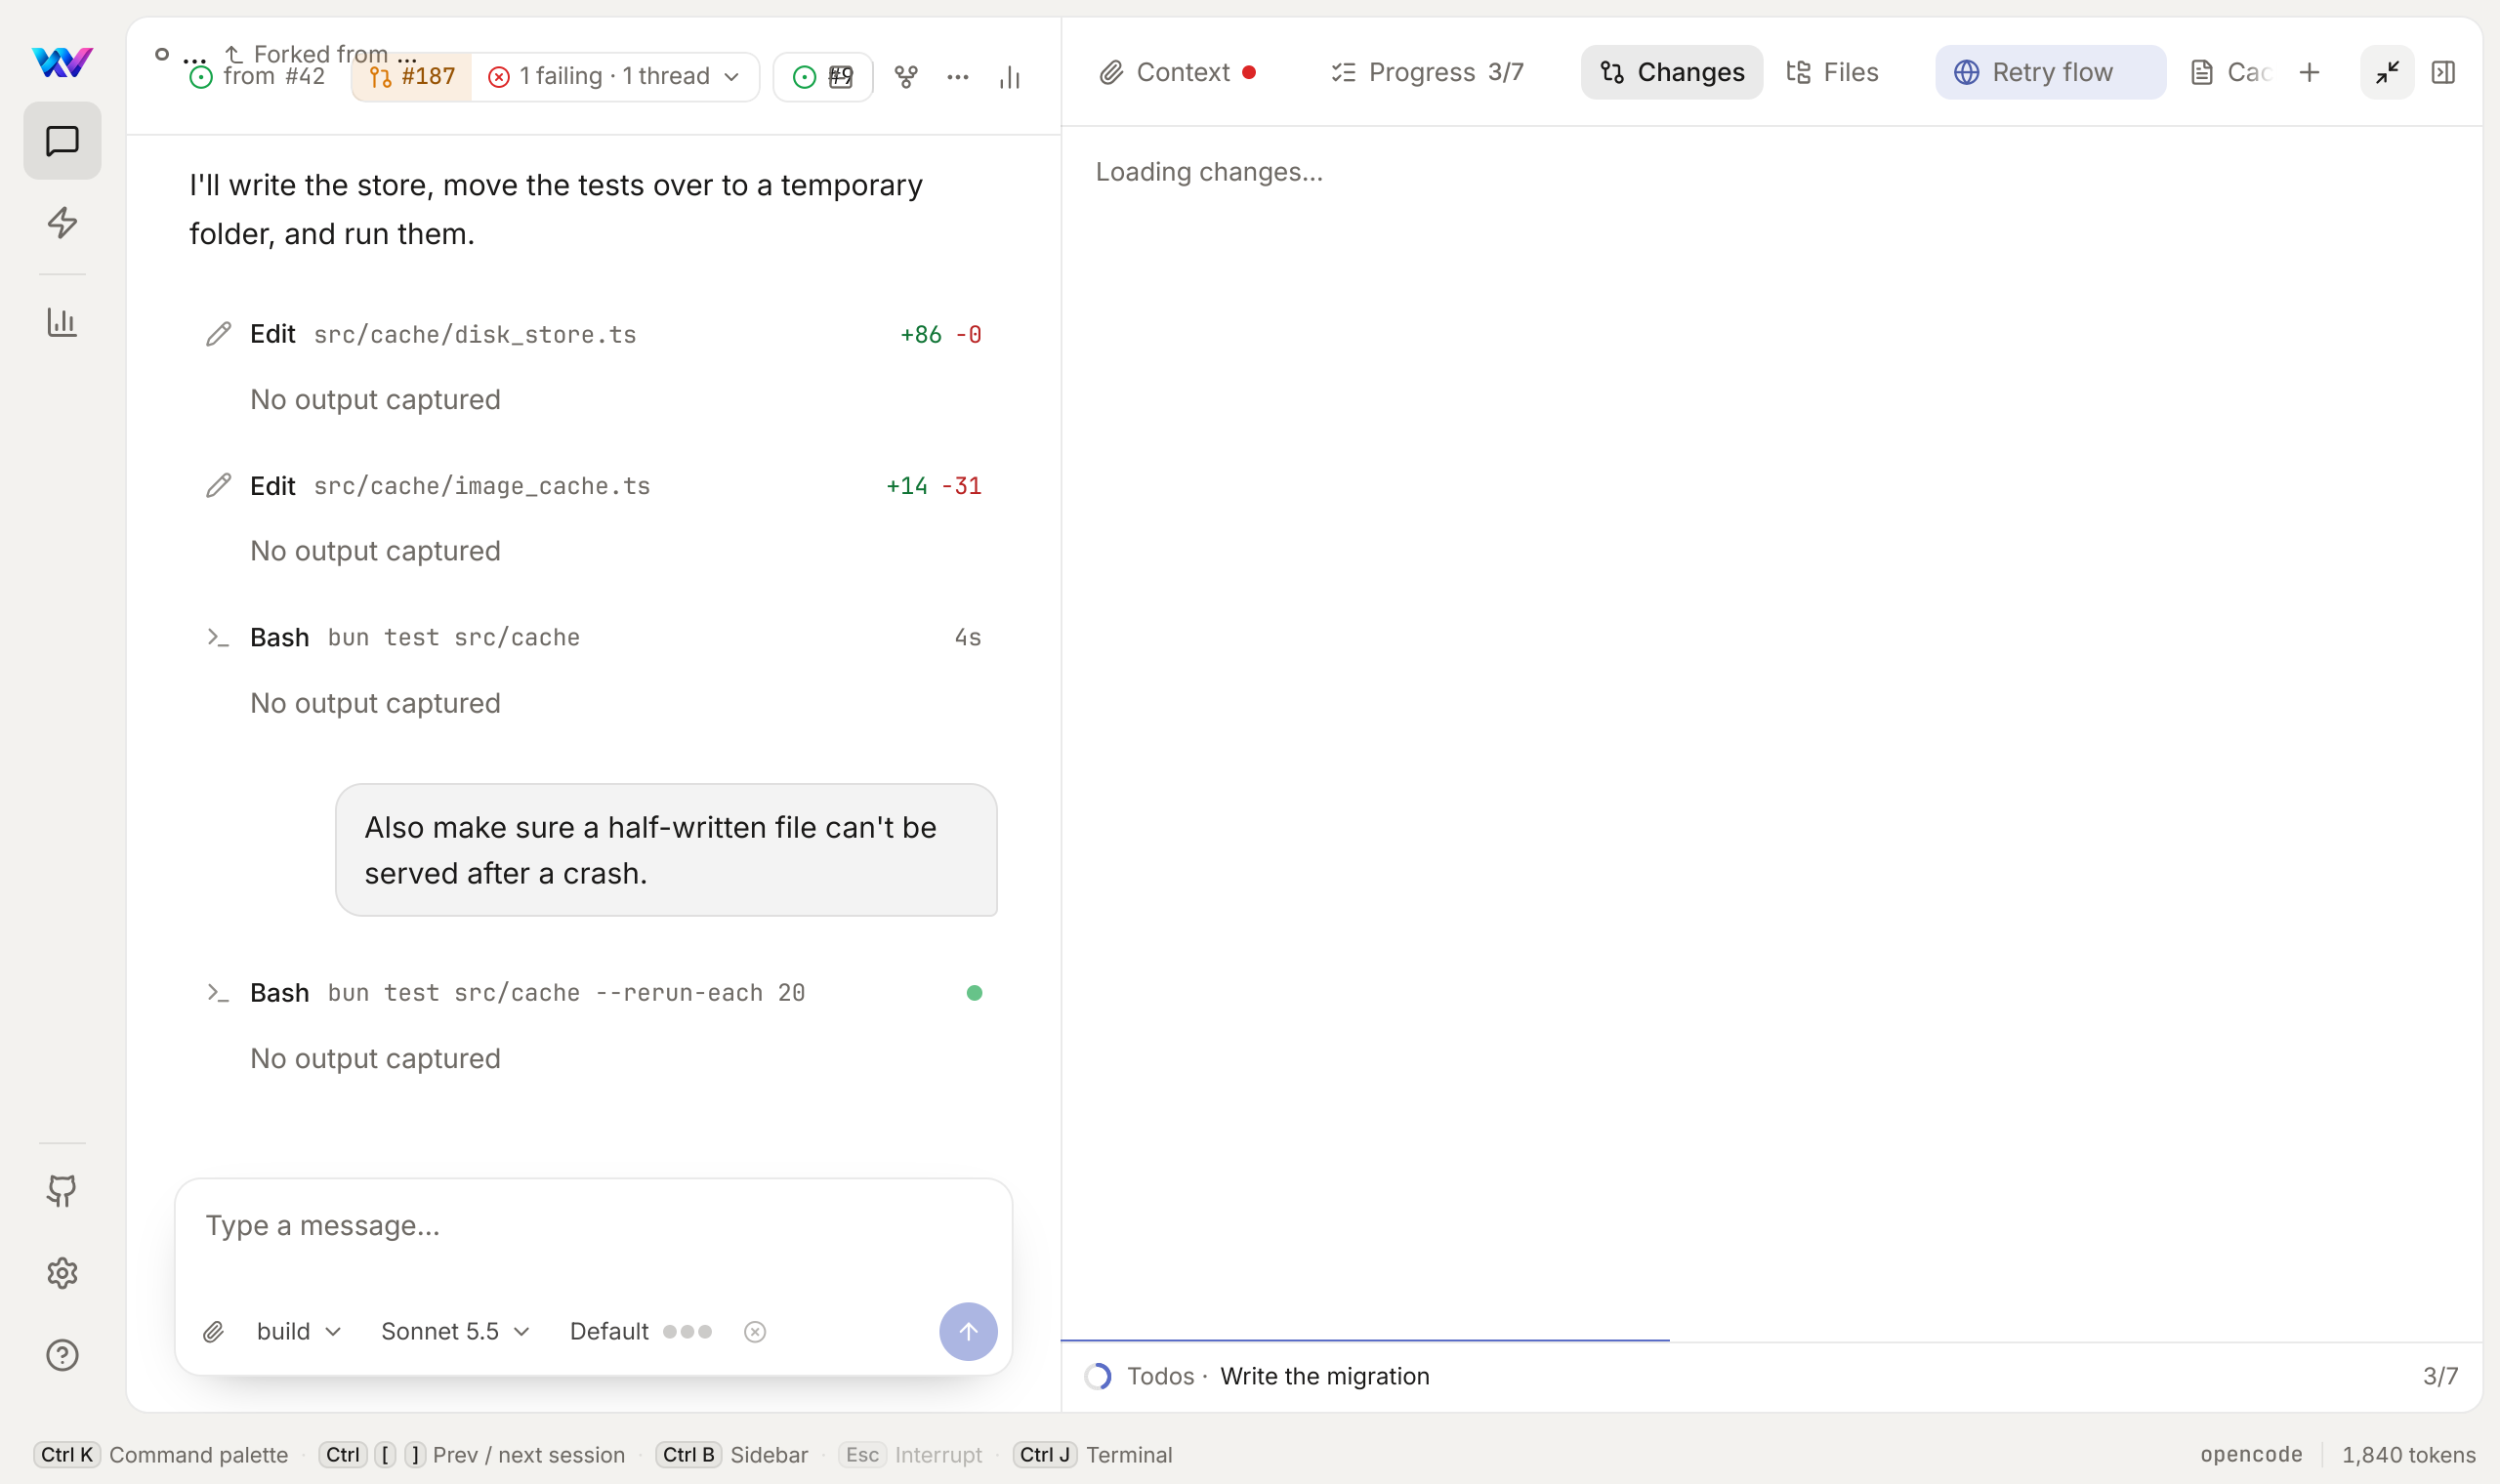 ... Forked from ...
from #42 #187 1 failing · 1 thread
Context Progress 3/7 Changes Files Retry flow
I'll write the store, move the tests over to a temporary
folder, and run them.
Edit src/cache/disk_store.ts +86 -0
No output captured
Edit src/cache/image_cache.ts +14 -31
No output captured
Bash bun test src/cache 4s
No output captured
Also make sure a half-written file can't be
served after a crash.
Bash bun test src/cache --rerun-each 20
No output captured
Type a message...
build Sonnet 5.5 Default
Loading changes...
Todos · Write the migration 3/7
Ctrl K Command palette · Ctrl [ ] Prev / next session · Ctrl B Sidebar · Esc Interrupt · Ctrl J Terminal
opencode 1,840 tokens